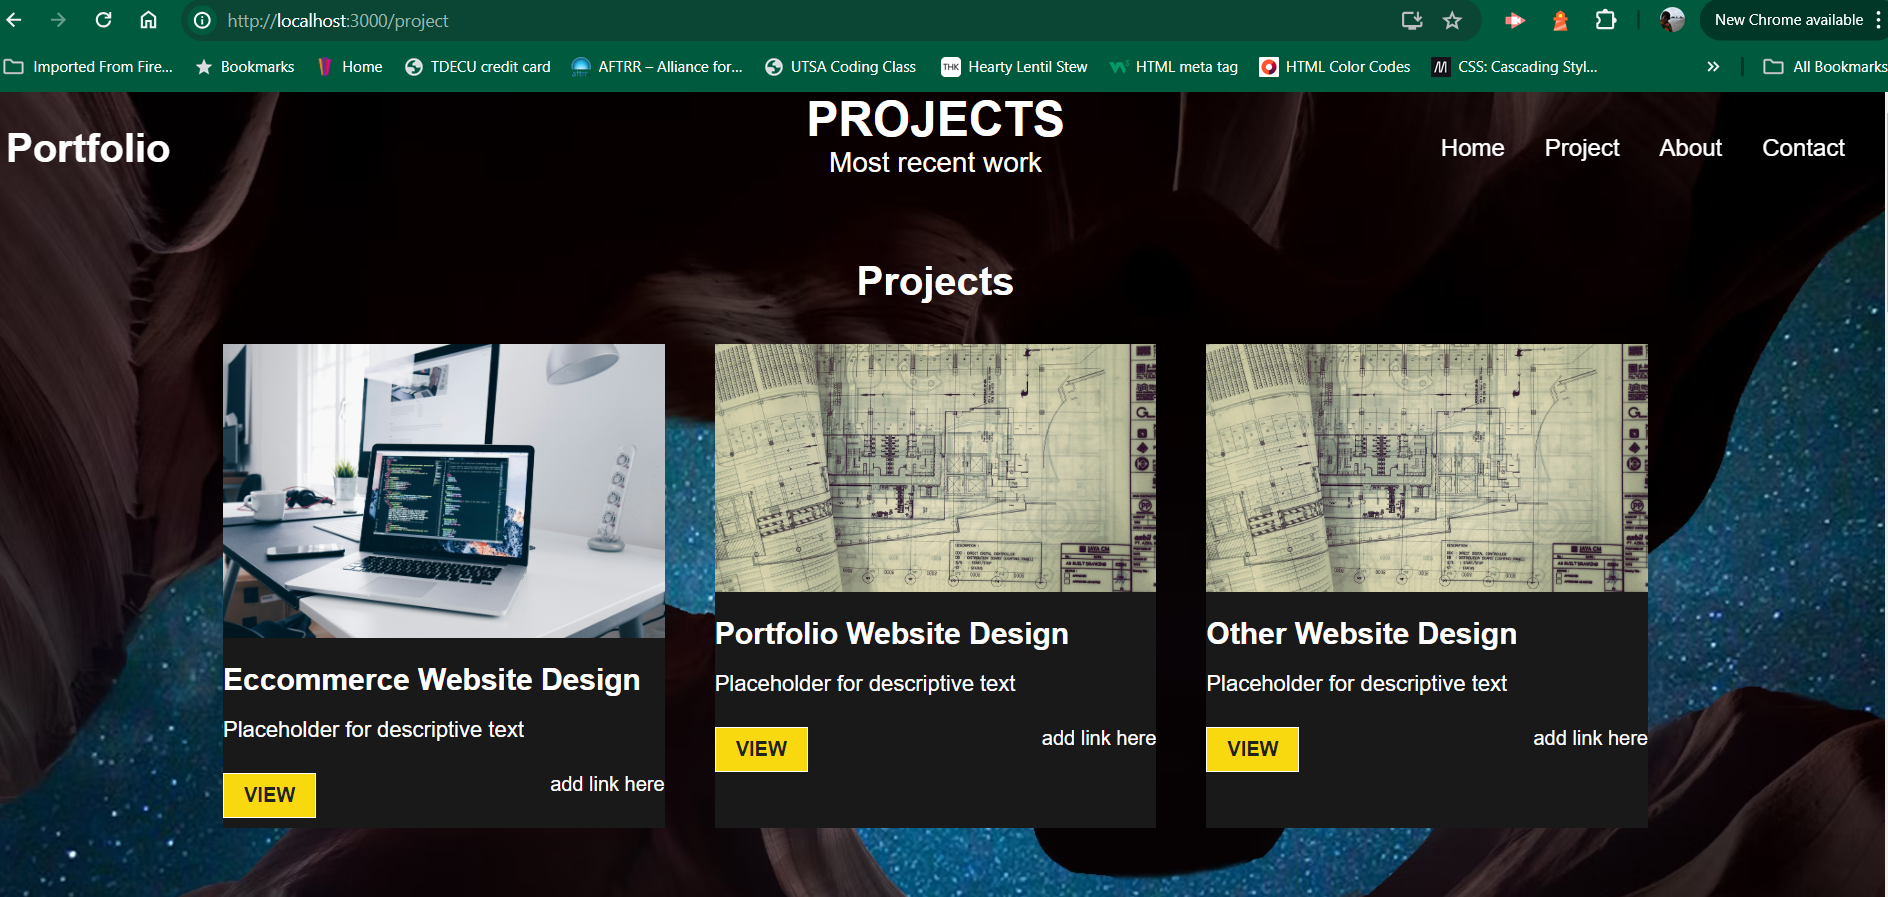 http://localhost:3000/project
New Chrome available
Imported From Fire...
Bookmarks
Home
TDECU credit card
AFTRR – Alliance for...
UTSA Coding Class
THK
Hearty Lentil Stew
HTML meta tag
HTML Color Codes
CSS: Cascading Styl...
»
All Bookmarks
PROJECTS
Most recent work
Portfolio
Home
Project
About
Contact
Projects
Eccommerce Website Design
Placeholder for descriptive text
VIEW
add link here
Portfolio Website Design
Placeholder for descriptive text
VIEW
add link here
Other Website Design
Placeholder for descriptive text
VIEW
add link here